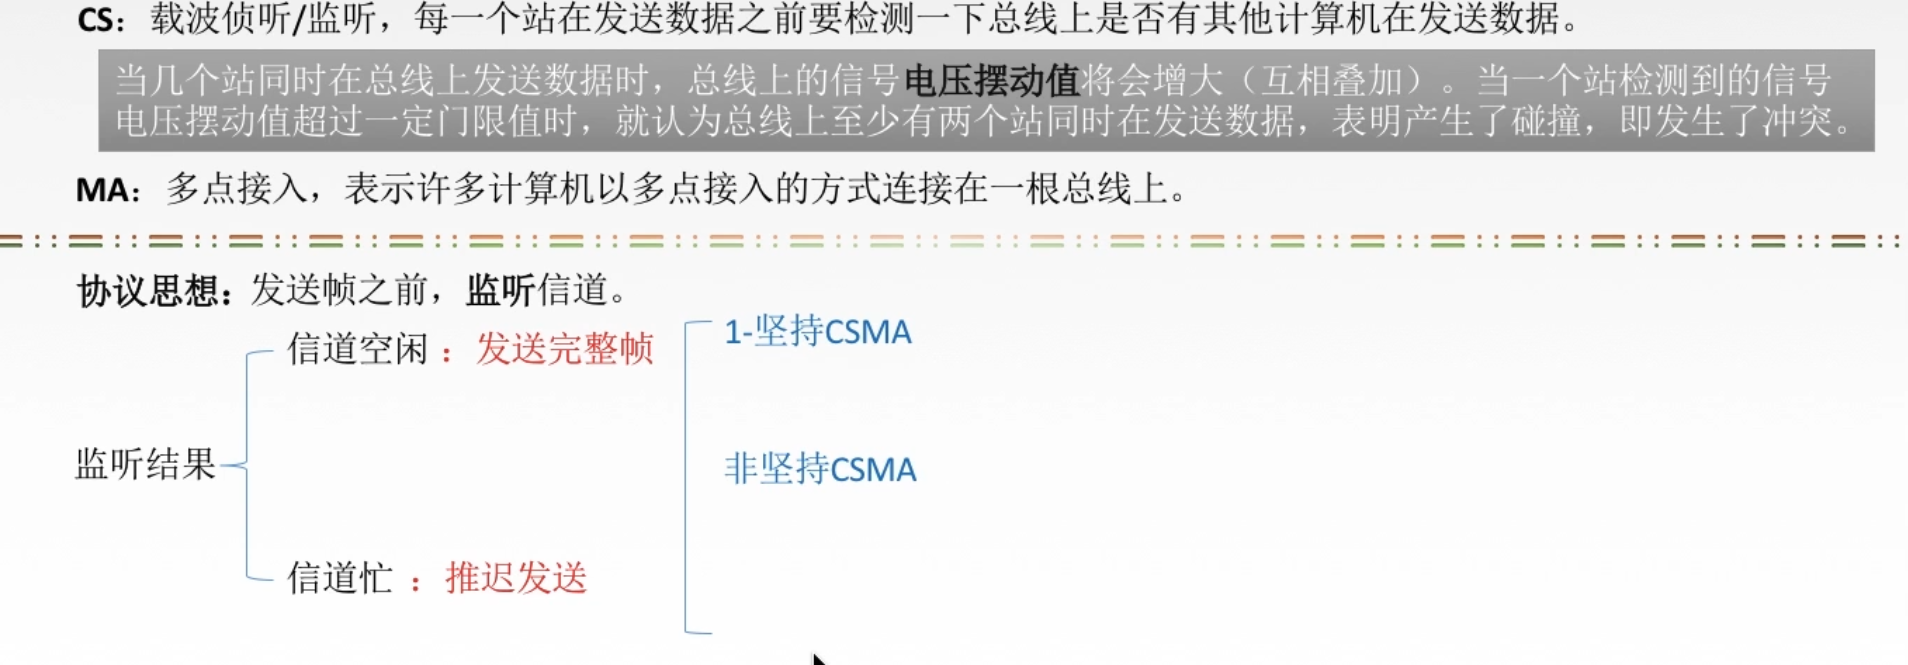 CS：载波侦听/监听，每一个站在发送数据之前要检测一下总线上是否有其他计算机在发送数据。
当几个站同时在总线上发送数据时，总线上的信号电压摆动值将会增大（互相叠加）。当一个站检测到的信号
电压摆动值超过一定门限值时，就认为总线上至少有两个站同时在发送数据，表明产生了碰撞，即发生了冲突。
MA：多点接入，表示许多计算机以多点接入的方式连接在一根总线上。
协议思想：发送帧之前，监听信道。
信道空闲：发送完整帧
1-坚持CSMA
监听结果
非坚持CSMA
信道忙：推迟发送